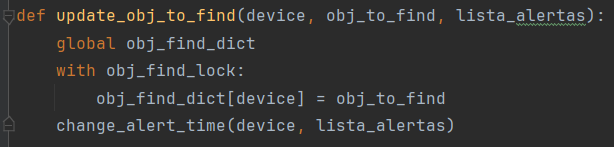 def update_obj_to_find(device, obj_to_find, lista_alertas):
    global obj_find_dict
    with obj_find_lock:
        obj_find_dict[device] = obj_to_find
    change_alert_time(device, lista_alertas)